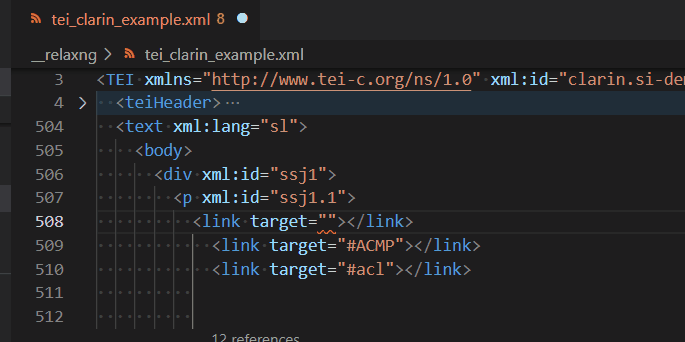 tei_clarin_example.xml 8
__relaxng > tei_clarin_example.xml
3 <TEI xmlns="http://www.tei-c.org/ns/1.0" xml:id="clarin.si-de
4 > <teiHeader> ...
504 <text xml:lang="sl">
505 <body>
506 <div xml:id="ssj1">
507 <p xml:id="ssj1.1">
508 <link target=""></link>
509 <link target="#ACMP"></link>
510 <link target="#acl"></link>
511
512
12 references